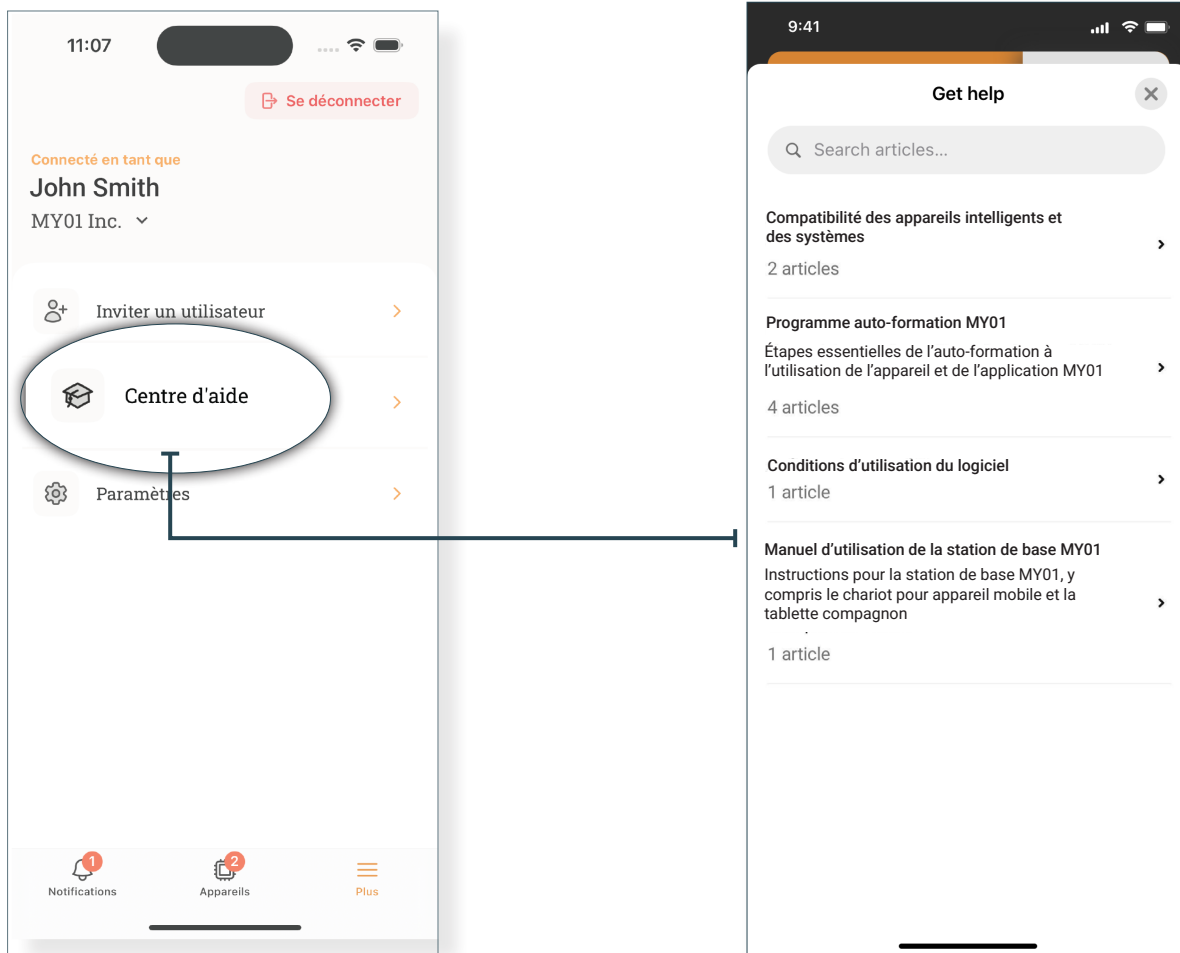 11:07
Se déconnecter
Connecté en tant que
John Smith
MY01 Inc.
Inviter un utilisateur
Centre d'aide
Paramètres
1
2
Notifications
Appareils
Plus
9:41
Get help
Search articles...
Compatibilité des appareils intelligents et
des systèmes
2 articles
Programme auto-formation MY01
Étapes essentielles de l'auto-formation à
l'utilisation de l'appareil et de l'application MY01
4 articles
Conditions d'utilisation du logiciel
1 article
Manuel d'utilisation de la station de base MY01
Instructions pour la station de base MY01, y
compris le chariot pour appareil mobile et la
tablette compagnon
1 article